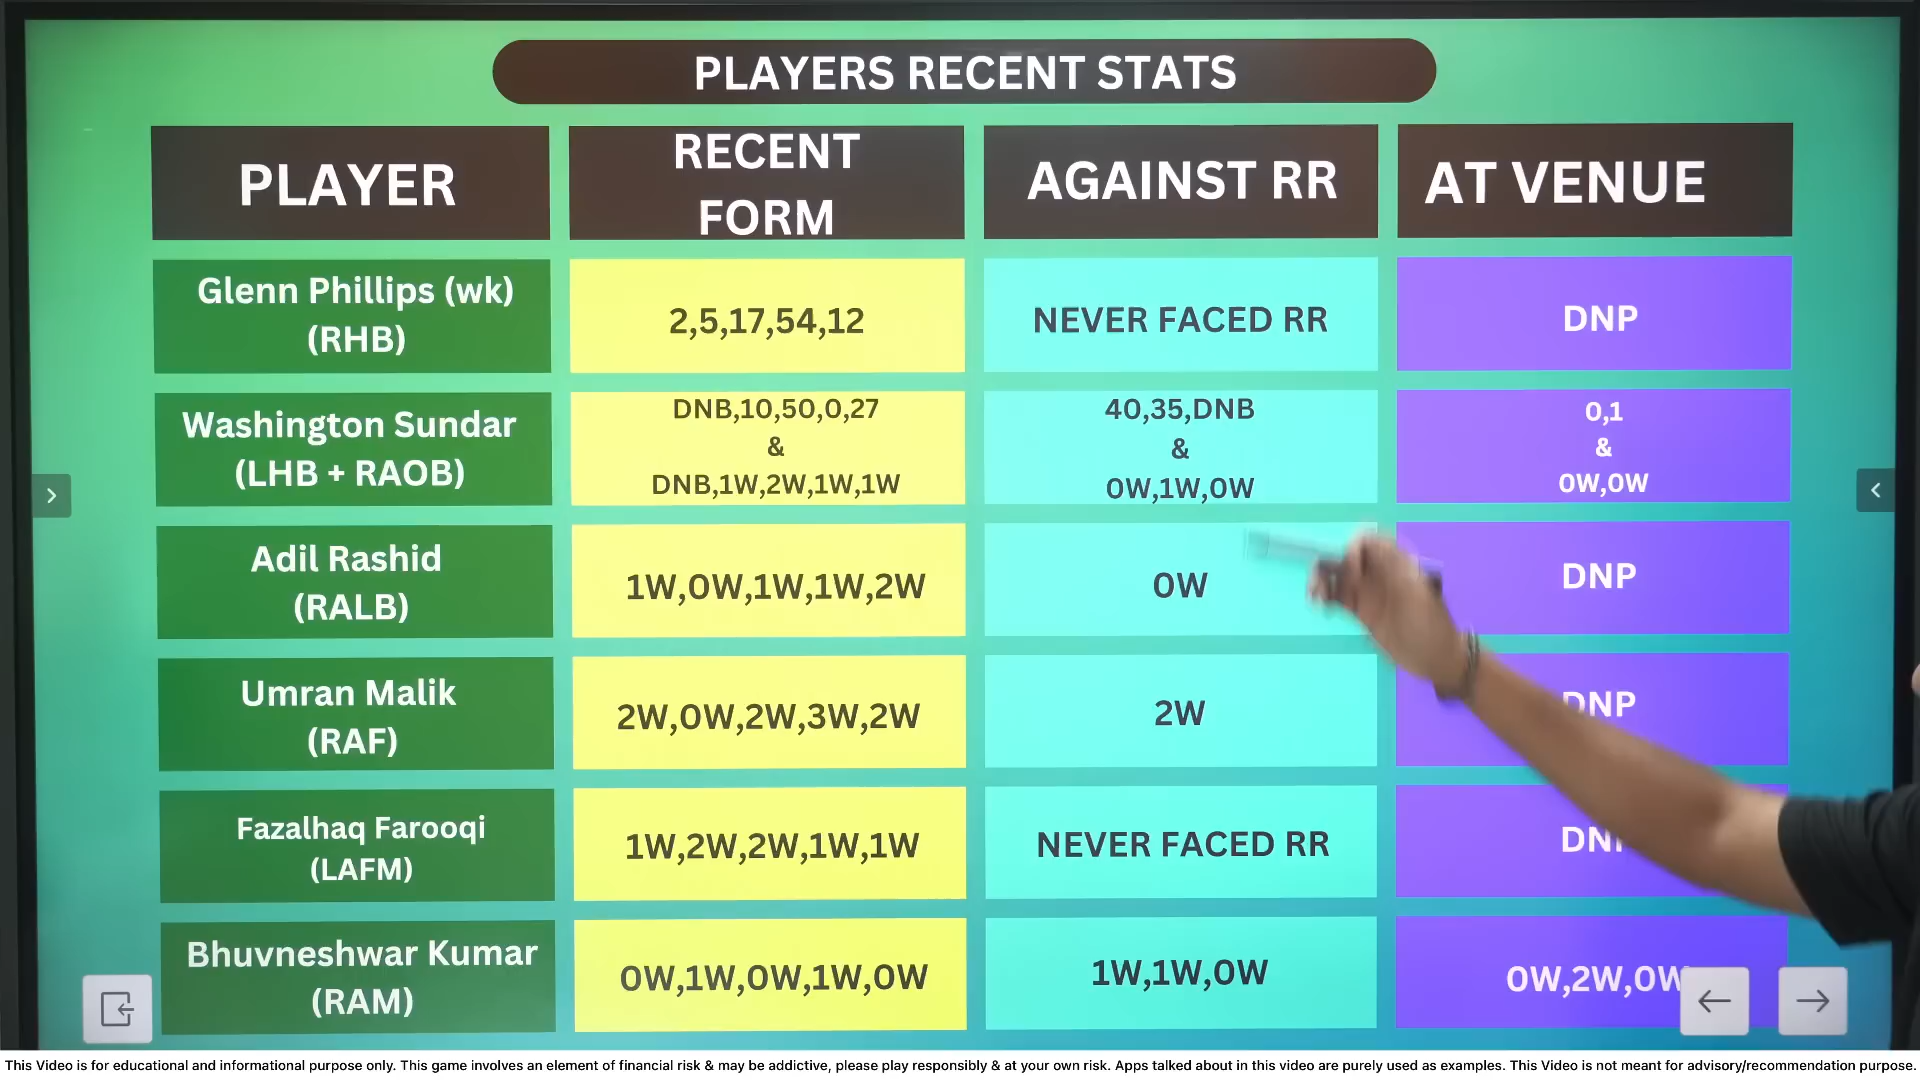 PLAYERS RECENT STATS
PLAYER
RECENT
FORM
AGAINST RR
AT VENUE
Glenn Phillips (wk)
(RHB)
2,5,17,54,12
NEVER FACED RR
DNP
Washington Sundar
(LHB + RAOB)
DNB,10,50,0,27
&
DNB,1W,2W,1W,1W
40,35,DNB
&
0W,1W,0W
0,1
&
0W,0W
Adil Rashid
(RALB)
1W,0W,1W,1W,2W
0W
DNP
Umran Malik
(RAF)
2W,0W,2W,3W,2W
2W
DNP
Fazalhaq Farooqi
(LAFM)
1W,2W,2W,1W,1W
NEVER FACED RR
DNP
Bhuvneshwar Kumar
(RAM)
0W,1W,0W,1W,0W
1W,1W,0W
0W,2W,0W
This Video is for educational and informational purpose only. This game involves an element of financial risk & may be addictive, please play responsibly & at your own risk. Apps talked about in this video are purely used as examples. This Video is not meant for advisory/recommendation purpose.